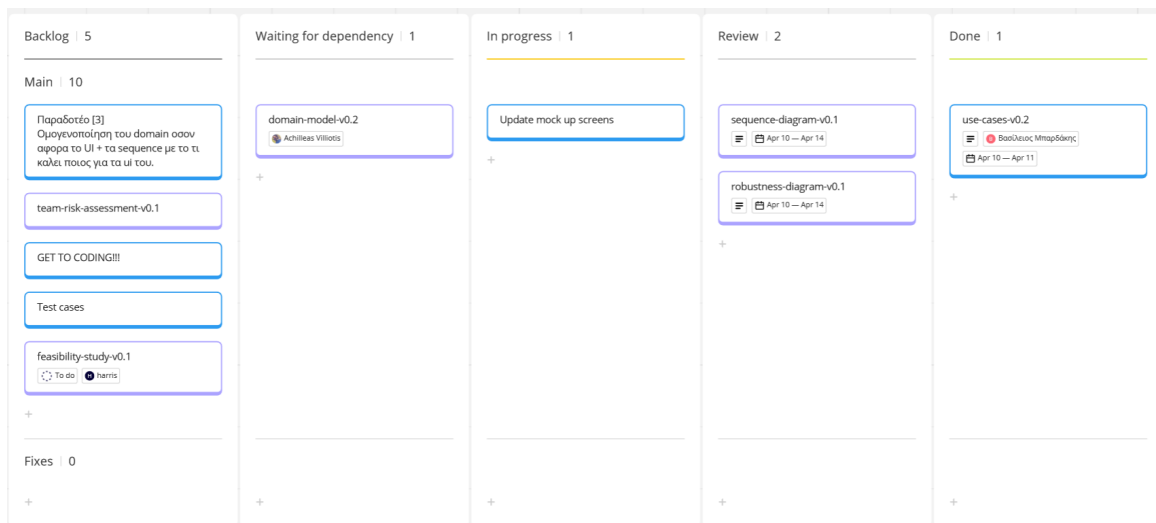 Backlog | 5
Waiting for dependency | 1
In progress | 1
Review | 2
Done | 1
Main | 10
Παραδοτέο [3]
Ομογενοποίηση του domain οσον
αφορα το UI + τα sequence με το τι
καλει ποιος για τα ui του.
team-risk-assessment-v0.1
GET TO CODING!!!
Test cases
feasibility-study-v0.1
To do
H harris
domain-model-v0.2
Achilleas Villiotis
Update mock up screens
sequence-diagram-v0.1
Apr 10 — Apr 14
robustness-diagram-v0.1
Apr 10 — Apr 14
use-cases-v0.2
Βασίλειος Μπαρδάκης
Apr 10 — Apr 11
Fixes | 0